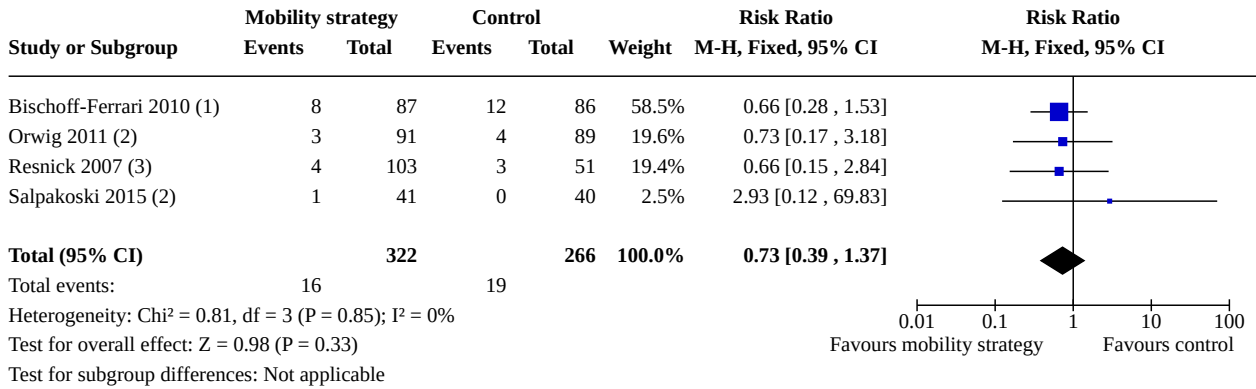 Mobility strategy Control Risk Ratio Risk Ratio
Study or Subgroup Events Total Events Total Weight M-H, Fixed, 95% CI M-H, Fixed, 95% CI
Bischoff-Ferrari 2010 (1) 8 87 12 86 58.5% 0.66 [0.28 , 1.53]
Orwig 2011 (2) 3 91 4 89 19.6% 0.73 [0.17 , 3.18]
Resnick 2007 (3) 4 103 3 51 19.4% 0.66 [0.15 , 2.84]
Salpakoski 2015 (2) 1 41 0 40 2.5% 2.93 [0.12 , 69.83]
Total (95% CI) 322 266 100.0% 0.73 [0.39 , 1.37]
Total events: 16 19
Heterogeneity: Chi² = 0.81, df = 3 (P = 0.85); I² = 0% 0.01 0.1 1 10 100
Test for overall effect: Z = 0.98 (P = 0.33) Favours mobility strategy Favours control
Test for subgroup differences: Not applicable